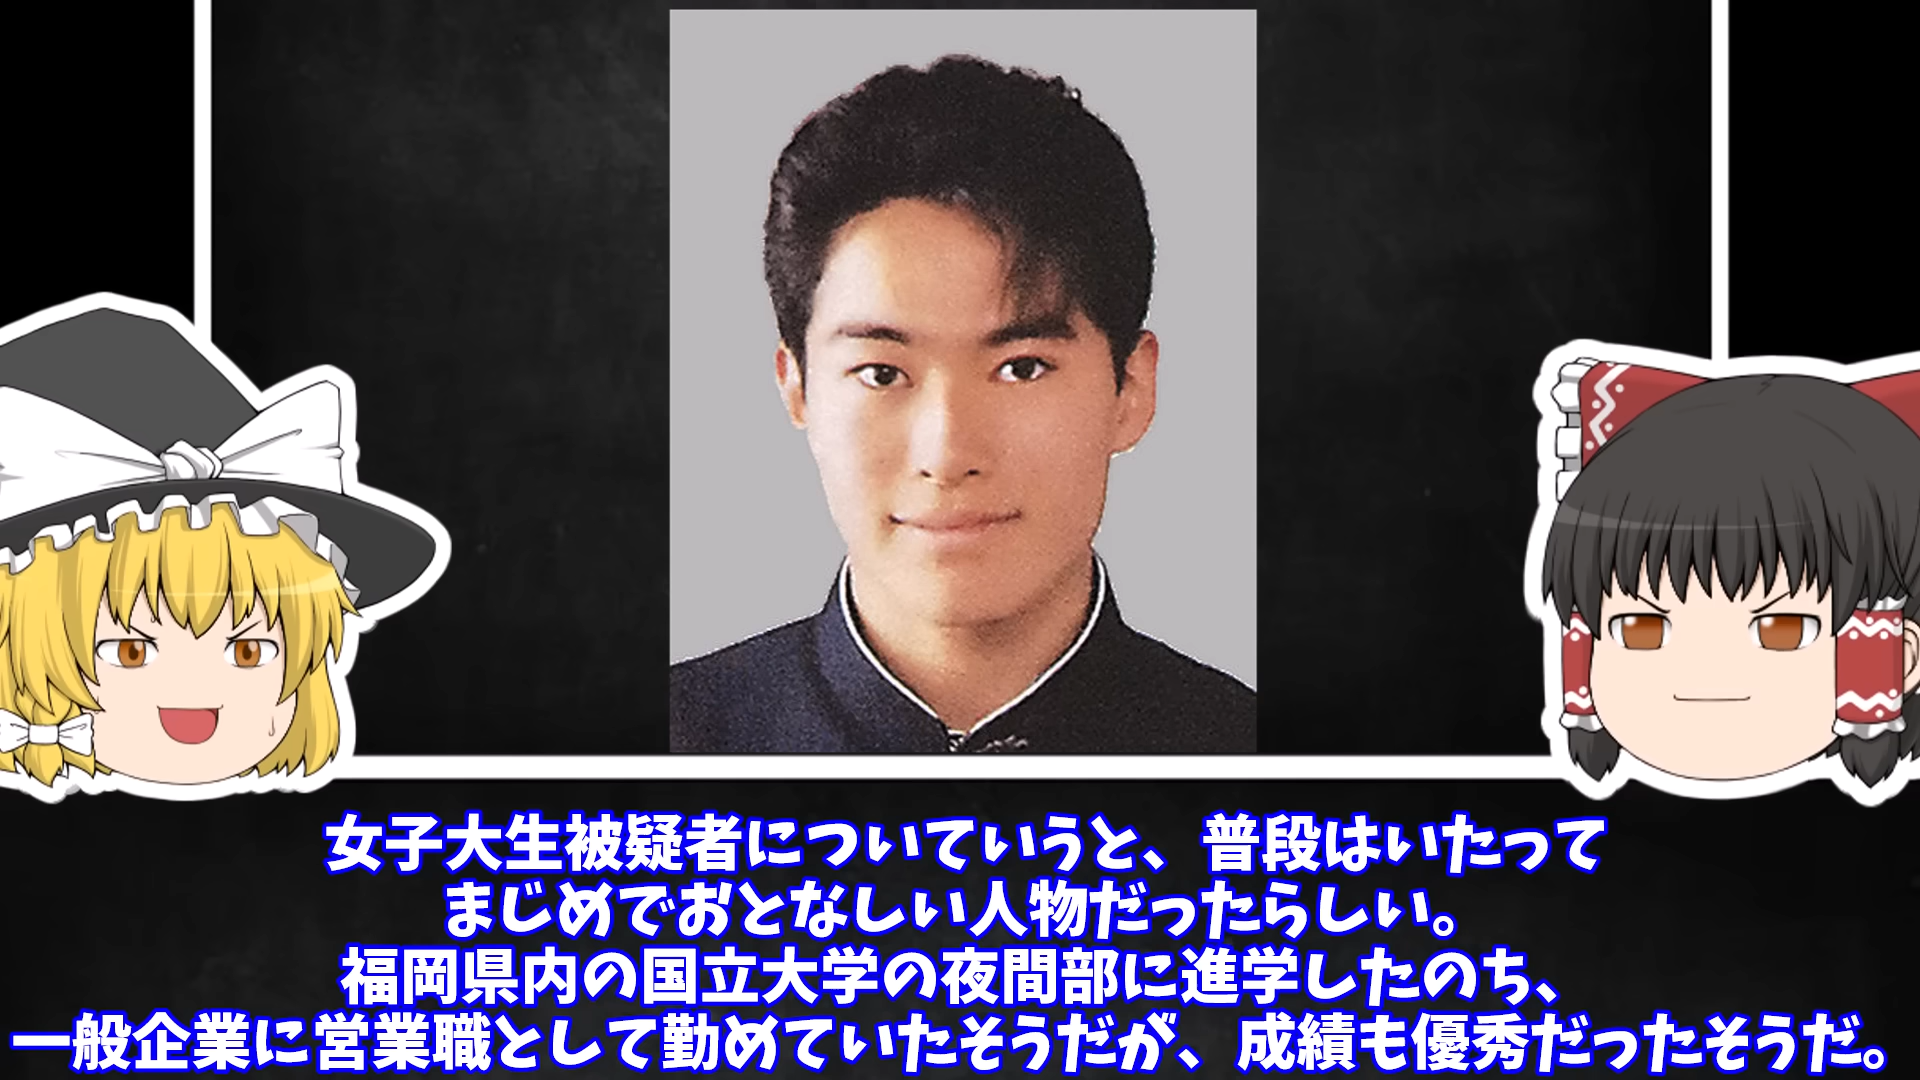 女子大生被疑者についていうと、普段はいたって
まじめでおとなしい人物だったらしい。
福岡県内の国立大学の夜間部に進学したのち、
一般企業に営業職として勤めていたそうだが、成績も優秀だったそうだ。